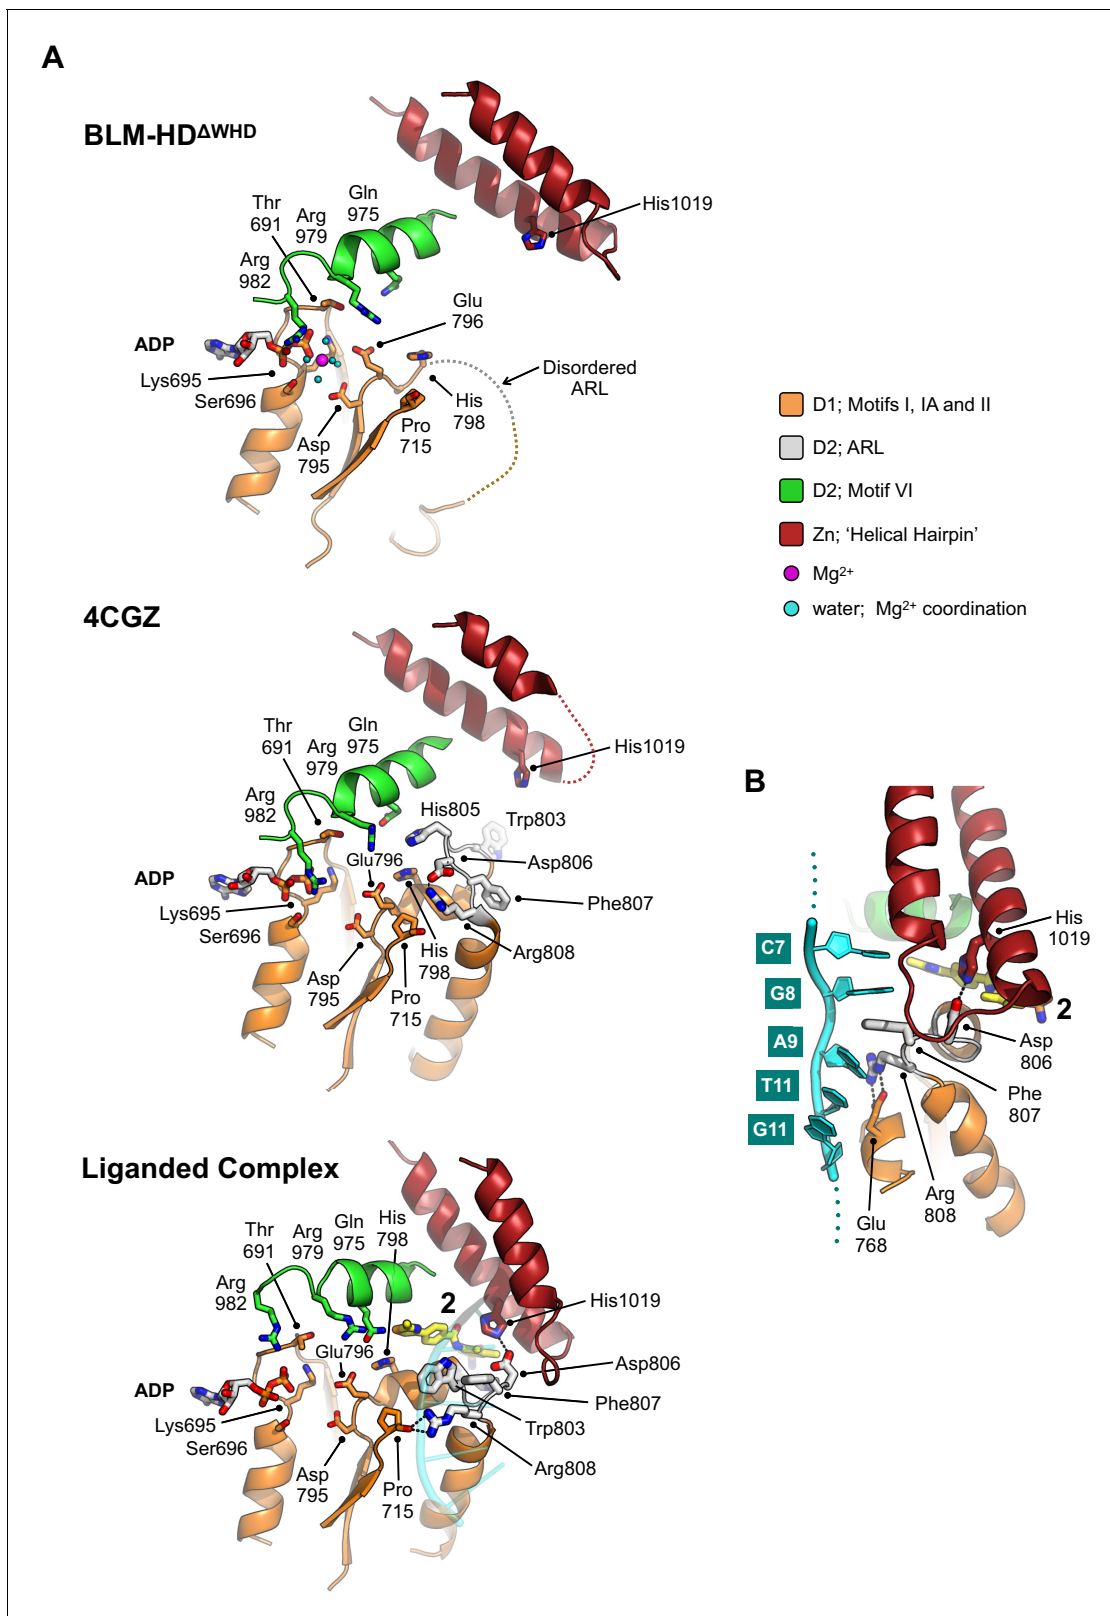 A
BLM-HDΔWHD
Thr
691
Arg
979
Gln
975
Arg
982
His1019
Glu
796
ADP
Lys695
Ser696
Asp
795
Pro
715
His
798
Disordered
ARL
D1; Motifs I, IA and II
D2; ARL
D2; Motif VI
Zn; ‘Helical Hairpin’
Mg2+
water; Mg2+ coordination
4CGZ
Thr
691
Arg
979
Gln
975
Arg
982
His1019
His805
Trp803
Asp806
Glu796
Phe807
ADP
Lys695
Ser696
Arg808
Asp
795
His
798
Pro
715
B
C7
G8
A9
T11
G11
His
1019
2
Asp
806
Phe
807
Arg
808
Glu
768
Liganded Complex
Thr
691
Arg
979
Gln
975
His
798
Arg
982
2
His1019
Glu796
Asp806
ADP
Phe807
Lys695
Trp803
Ser696
Arg808
Asp
795
Pro
715